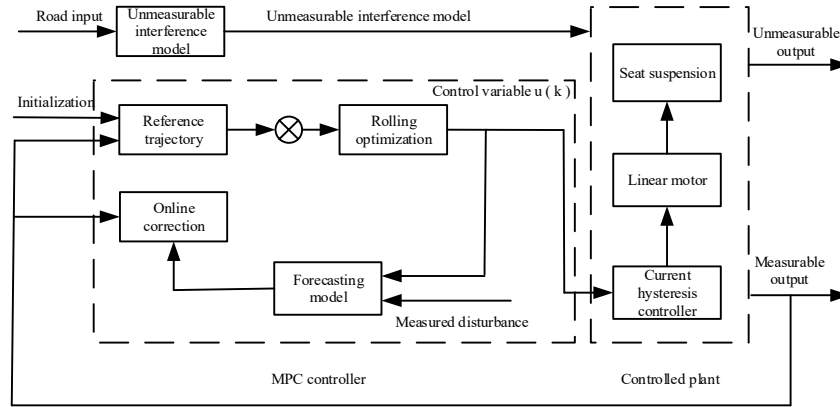 Road input
Unmeasurable
interference
model
Unmeasurable interference model
Unmeasurable
output
Seat suspension
Control variable u ( k )
Initialization
Reference
trajectory
Rolling
optimization
Linear motor
Online
correction
Forecasting
model
Measured disturbance
Current
hysteresis
controller
Measurable
output
MPC controller
Controlled plant